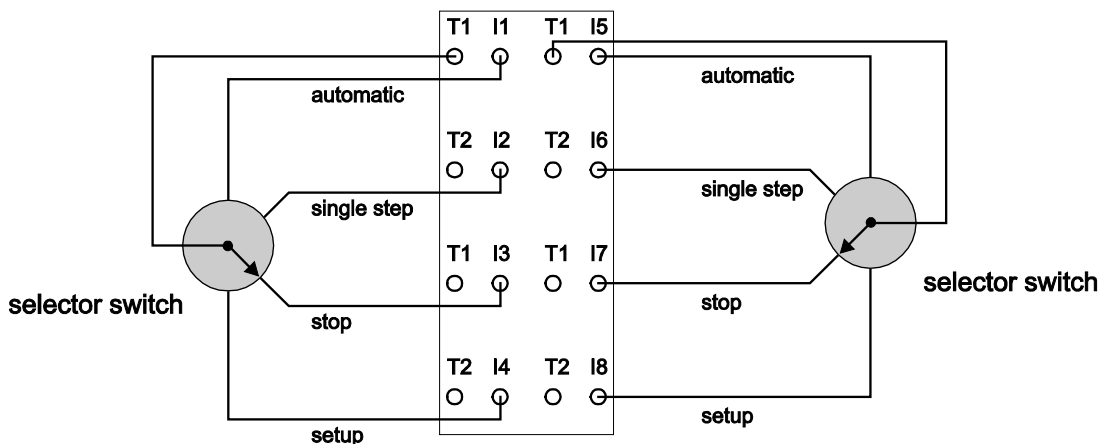 T1 I1 T1 I5
automatic
automatic
T2 I2 T2 I6
single step
single step
T1 I3 T1 I7
selector switch
selector switch
stop
stop
T2 I4 T2 I8
setup
setup